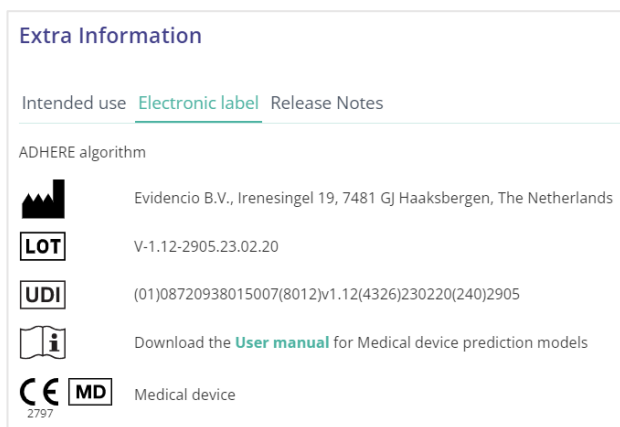 Extra Information
Intended use Electronic label Release Notes
ADHERE algorithm
Evidencio B.V., Irenesingel 19, 7481 GJ Haaksbergen, The Netherlands
LOT V-1.12-2905.23.02.20
UDI (01)08720938015007(8012)v1.12(4326)230220(240)2905
i Download the User manual for Medical device prediction models
CE MD Medical device
2797